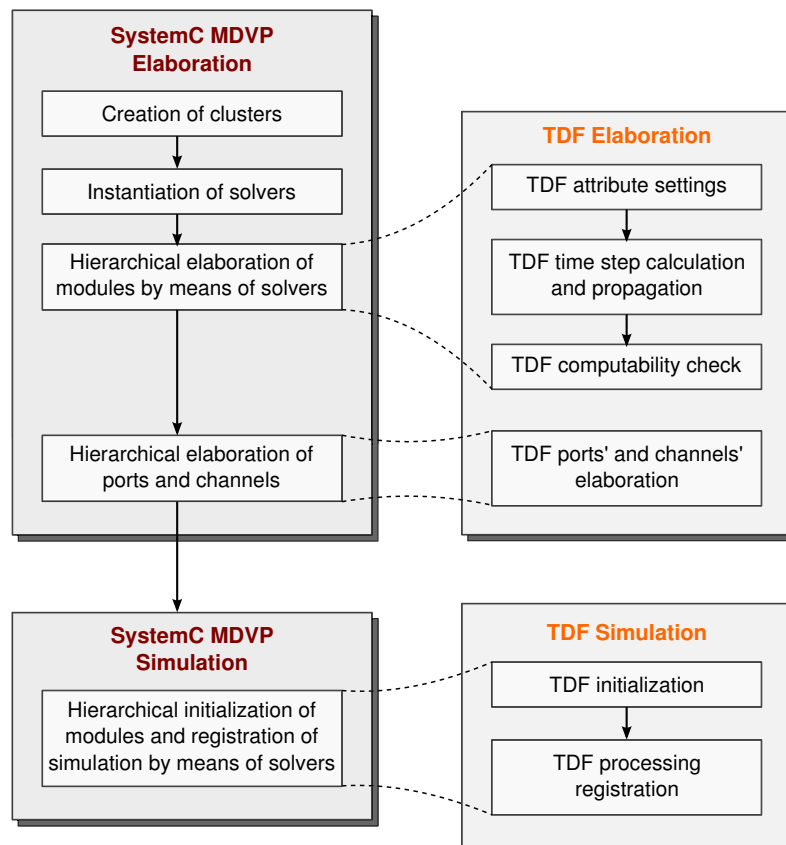 SystemC MDVP
Elaboration
Creation of clusters
Instantiation of solvers
Hierarchical elaboration of
modules by means of solvers
Hierarchical elaboration of
ports and channels
TDF Elaboration
TDF attribute settings
TDF time step calculation
and propagation
TDF computability check
TDF ports' and channels'
elaboration
SystemC MDVP
Simulation
Hierarchical initialization of
modules and registration of
simulation by means of solvers
TDF Simulation
TDF initialization
TDF processing
registration